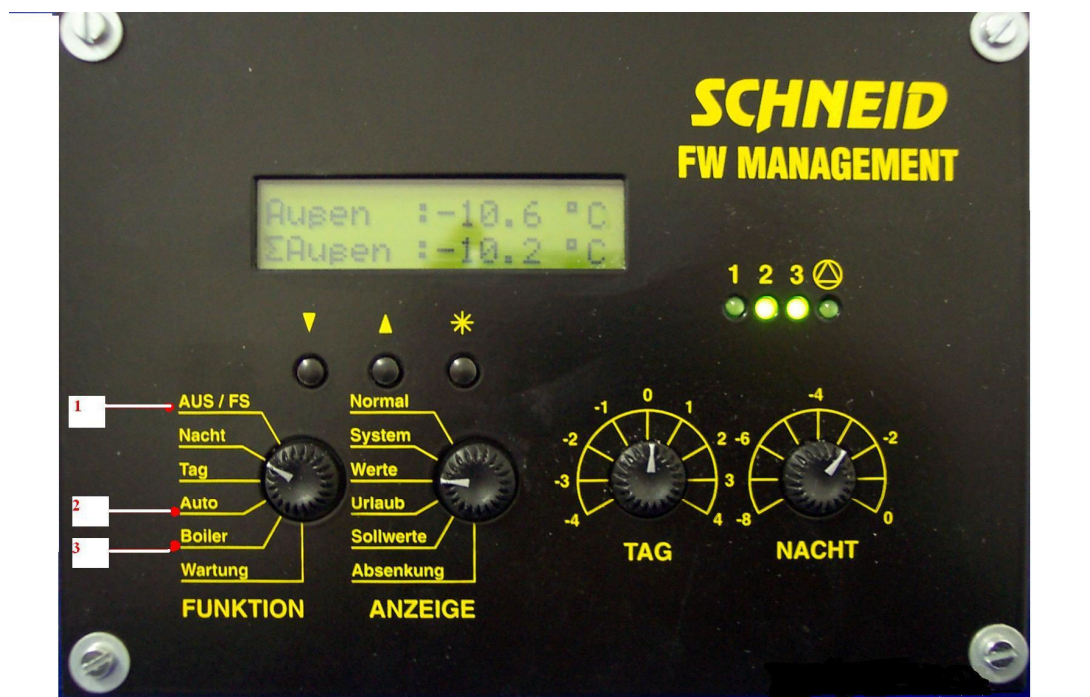 SCHNEID
FW MANAGEMENT
Außen :-10.6 °C
ΣAußen :-10.2 °C
1 2 3
▼ ▲ ✳
1
AUS / FS
Nacht
Tag
2
Auto
3
Boiler
Wartung
FUNKTION
Normal
System
Werte
Urlaub
Sollwerte
Absenkung
ANZEIGE
-4 -3 -2 -1 0 1 2 3 4
TAG
-8 -6 -4 -2 0
NACHT